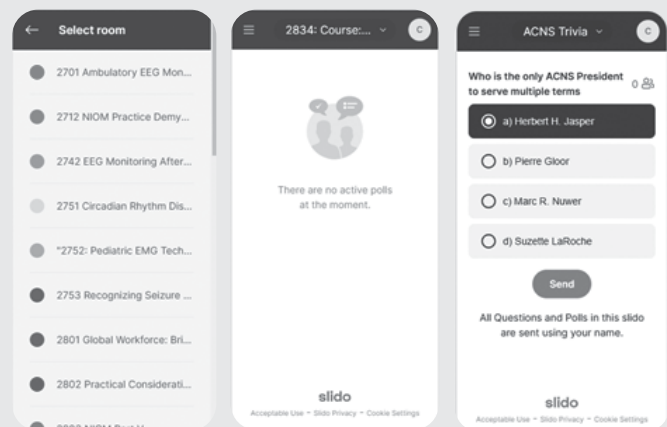 Select room
2701 Ambulatory EEG Mon...
2712 NIOM Practice Demy...
2742 EEG Monitoring After...
2751 Circadian Rhythm Dis...
"2752: Pediatric EMG Tech...
2753 Recognizing Seizure ...
2801 Global Workforce: Bri...
2802 Practical Considerati...
2834: Course:...
C
There are no active polls
at the moment.
slido
Acceptable Use - Slido Privacy - Cookie Settings
ACNS Trivia
C
Who is the only ACNS President
to serve multiple terms
0
a) Herbert H. Jasper
b) Pierre Gloor
c) Marc R. Nuwer
d) Suzette LaRoche
Send
All Questions and Polls in this slido
are sent using your name.
slido
Acceptable Use - Slido Privacy - Cookie Settings